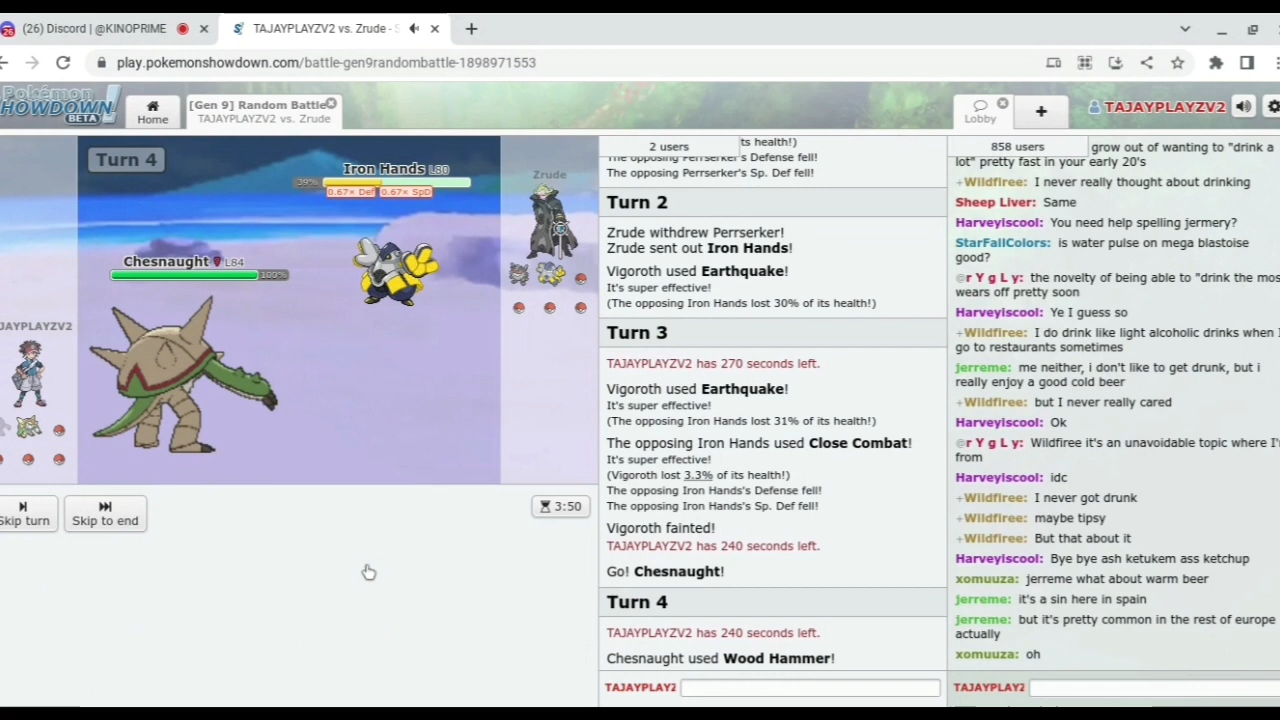 (26) Discord | @KINOPRIME
TAJAYPLAYZV2 vs. Zrude - S
play.pokemonshowdown.com/battle-gen9randombattle-1898971553
Pokémon
HOWDOWN!
BETA
Home
[Gen 9] Random Battle
TAJAYPLAYZV2 vs. Zrude
Lobby
TAJAYPLAYZV2
Turn 4
Iron Hands L80
39%
0.67× Def 0.67× SpD
Zrude
Chesnaught L84
100%
JAYPLAYZV2
Skip turn
Skip to end
3:50
2 users
ts health!)
The opposing Perrserker's Defense fell!
The opposing Perrserker's Sp. Def fell!
Turn 2
Zrude withdrew Perrserker!
Zrude sent out Iron Hands!
Vigoroth used Earthquake!
It's super effective!
(The opposing Iron Hands lost 30% of its health!)
Turn 3
TAJAYPLAYZV2 has 270 seconds left.
Vigoroth used Earthquake!
It's super effective!
(The opposing Iron Hands lost 31% of its health!)
The opposing Iron Hands used Close Combat!
It's super effective!
(Vigoroth lost 3.3% of its health!)
The opposing Iron Hands's Defense fell!
The opposing Iron Hands's Sp. Def fell!
Vigoroth fainted!
TAJAYPLAYZV2 has 240 seconds left.
Go! Chesnaught!
Turn 4
TAJAYPLAYZV2 has 240 seconds left.
Chesnaught used Wood Hammer!
TAJAYPLAYZ
858 users
grow out of wanting to "drink a
lot" pretty fast in your early 20's
+Wildfiree: I never really thought about drinking
Sheep Liver: Same
HarveyIscool: You need help spelling jermery?
StarFallColors: is water pulse on mega blastoise
good?
@r Y g L y: the novelty of being able to "drink the mos
wears off pretty soon
HarveyIscool: Ye I guess so
+Wildfiree: I do drink like light alcoholic drinks when I
go to restaurants sometimes
jerreme: me neither, i don't like to get drunk, but i
really enjoy a good cold beer
+Wildfiree: but I never really cared
HarveyIscool: Ok
@r Y g L y: Wildfiree it's an unavoidable topic where I'
from
HarveyIscool: idc
+Wildfiree: I never got drunk
+Wildfiree: maybe tipsy
+Wildfiree: But that about it
HarveyIscool: Bye bye ash ketukem ass ketchup
xomuuza: jerreme what about warm beer
jerreme: it's a sin here in spain
jerreme: but it's pretty common in the rest of europe
actually
xomuuza: oh
TAJAYPLAYZ